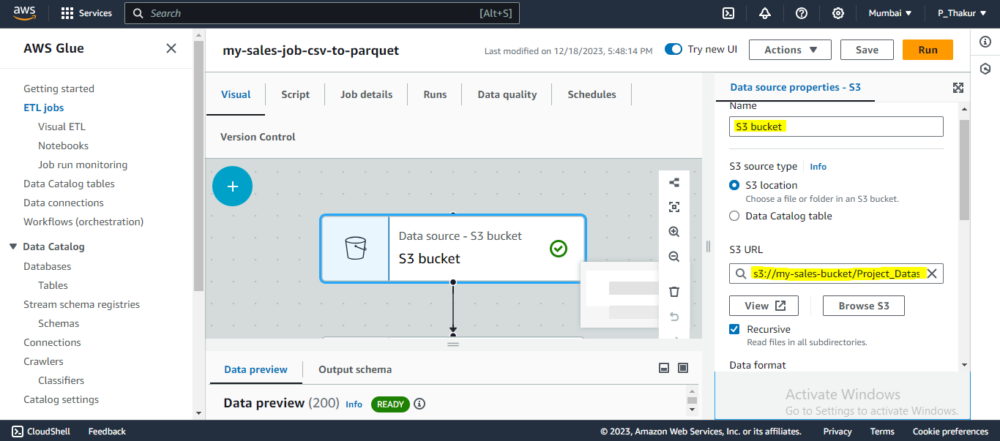 aws
Services
Search
[Alt+S]
Mumbai ▼
P_Thakur ▼
AWS Glue
Getting started
ETL jobs
Visual ETL
Notebooks
Job run monitoring
Data Catalog tables
Data connections
Workflows (orchestration)
Data Catalog
Databases
Tables
Stream schema registries
Schemas
Connections
Crawlers
Classifiers
Catalog settings
my-sales-job-csv-to-parquet
Last modified on 12/18/2023, 5:48:14 PM
Try new UI
Actions ▼
Save
Run
Visual
Script
Job details
Runs
Data quality
Schedules
Version Control
Data source - S3 bucket
S3 bucket
Data preview
Output schema
Data preview (200) Info READY
Data source properties - S3
Name
S3 bucket
S3 source type
Info
S3 location
Choose a file or folder in an S3 bucket.
Data Catalog table
S3 URL
s3://my-sales-bucket/Project_Datas
View
Browse S3
Recursive
Read files in all subdirectories.
Data format
Activate Windows
Go to Settings to activate Windows.
CloudShell
Feedback
© 2023, Amazon Web Services, Inc. or its affiliates.
Privacy
Terms
Cookie preferences